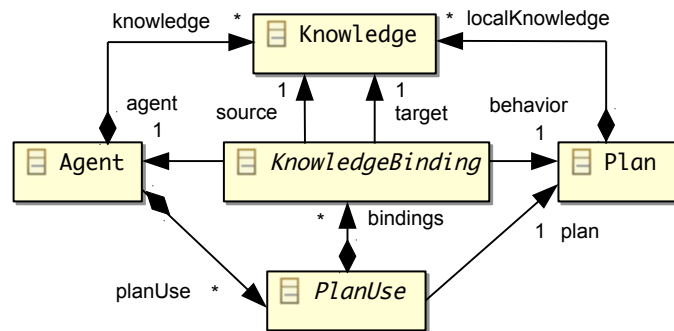 knowledge * Knowledge * localKnowledge
1 1
agent source target behavior
1 1
Agent KnowledgeBinding Plan
* bindings
1 plan
planUse * PlanUse